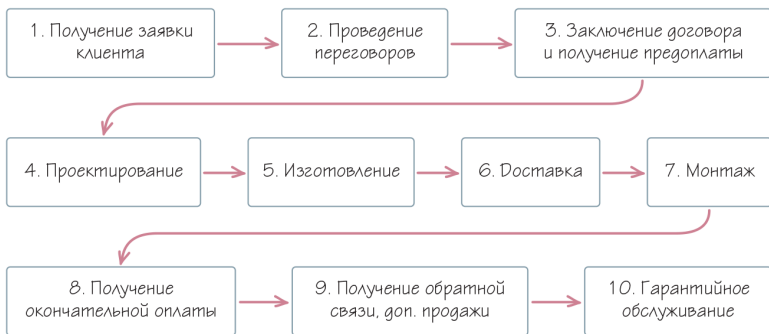 1. Получение заявки
клиента
2. Проведение
переговоров
3. Заключение договора
и получение предоплаты
4. Проектирование
5. Изготовление
6. Доставка
7. Монтаж
8. Получение
окончательной оплаты
9. Получение обратной
связи, доп. продажи
10. Гарантийное
обслуживание